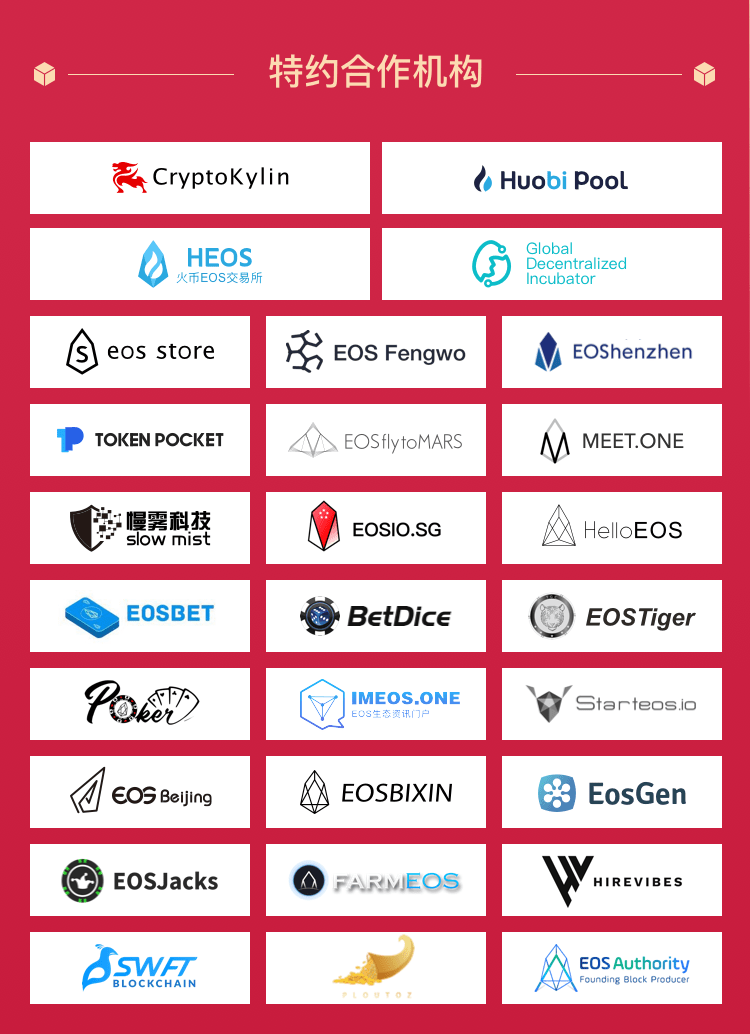 特约合作机构
CryptoKylin
Huobi Pool
HEOS
火币EOS交易所
Global
Decentralized
Incubator
S eos store
EOS Fengwo
EOShenzhen
TP TOKEN POCKET
EOSflytoMARS
MEET.ONE
慢雾科技
slow mist
EOSIO.SG
HelloEOS
EOSBET
BetDice
EOSTiger
Poker
IMEOS.ONE
EOS生态资讯门户
Starteos.io
EOS Beijing
EOSBIXIN
EosGen
EOSJacks
FARMEOS
HIREVIBES
SWFT
BLOCKCHAIN
PLOUTOZ
EOS Authority
Founding Block Producer